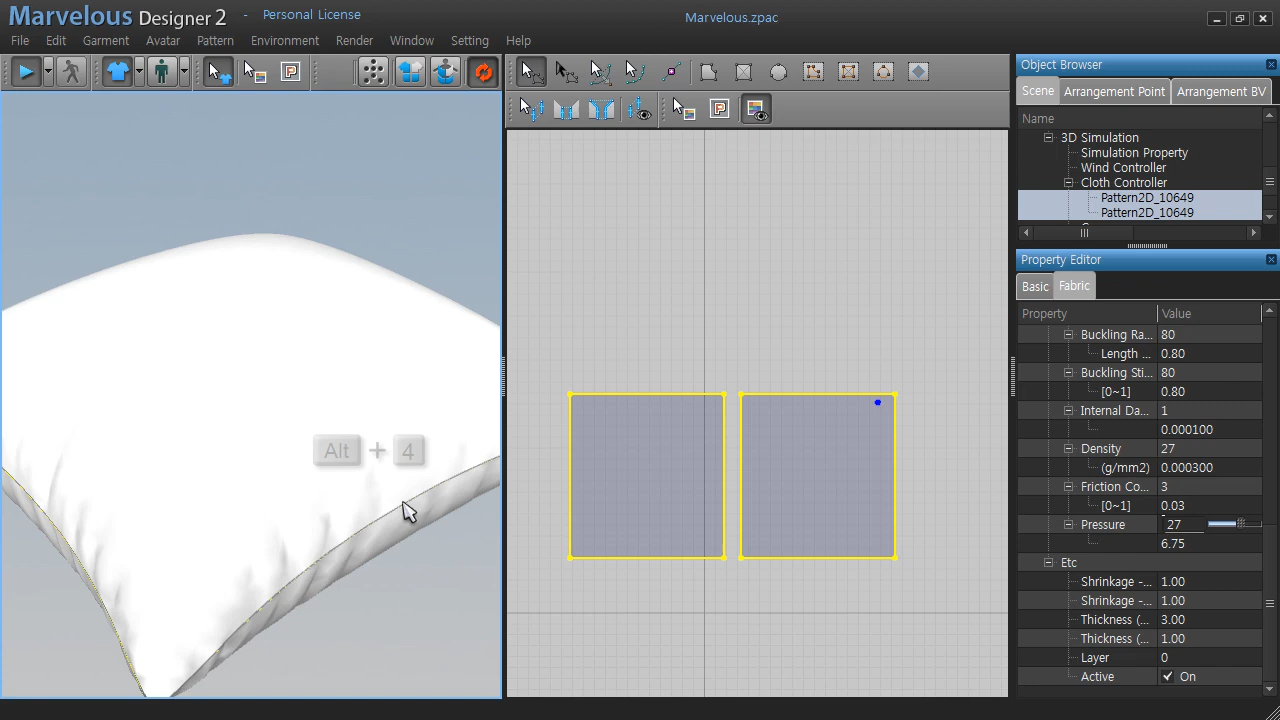 Marvelous Designer 2 - Personal License
Marvelous.zpac
File Edit Garment Avatar Pattern Environment Render Window Setting Help
Object Browser
Scene Arrangement Point Arrangement BV
Name
3D Simulation
Simulation Property
Wind Controller
Cloth Controller
Pattern2D_10649
Pattern2D_10649
Property Editor
Basic Fabric
Property Value
Buckling Ra... 80
Length ... 0.80
Buckling Sti... 80
[0~1] 0.80
Internal Da... 1
0.000100
Density 27
(g/mm2) 0.000300
Friction Co... 3
[0~1] 0.03
Pressure 27
6.75
Etc
Shrinkage -... 1.00
Shrinkage -... 1.00
Thickness (... 3.00
Thickness (... 1.00
Layer 0
Active On
Alt + 4